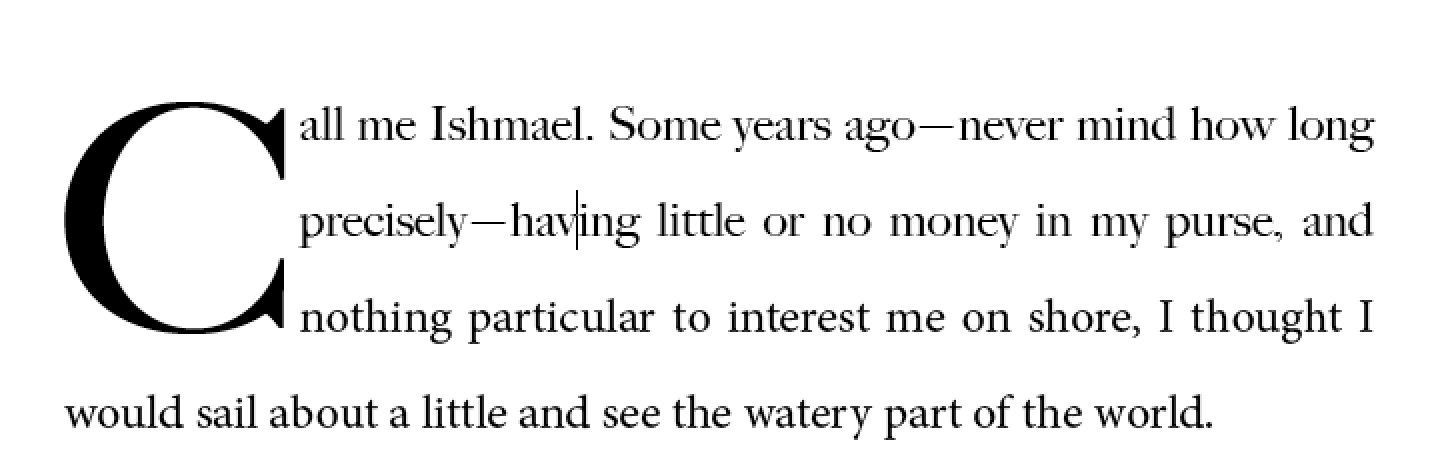 Call me Ishmael. Some years ago—never mind how long
precisely—having little or no money in my purse, and
nothing particular to interest me on shore, I thought I
would sail about a little and see the watery part of the world.